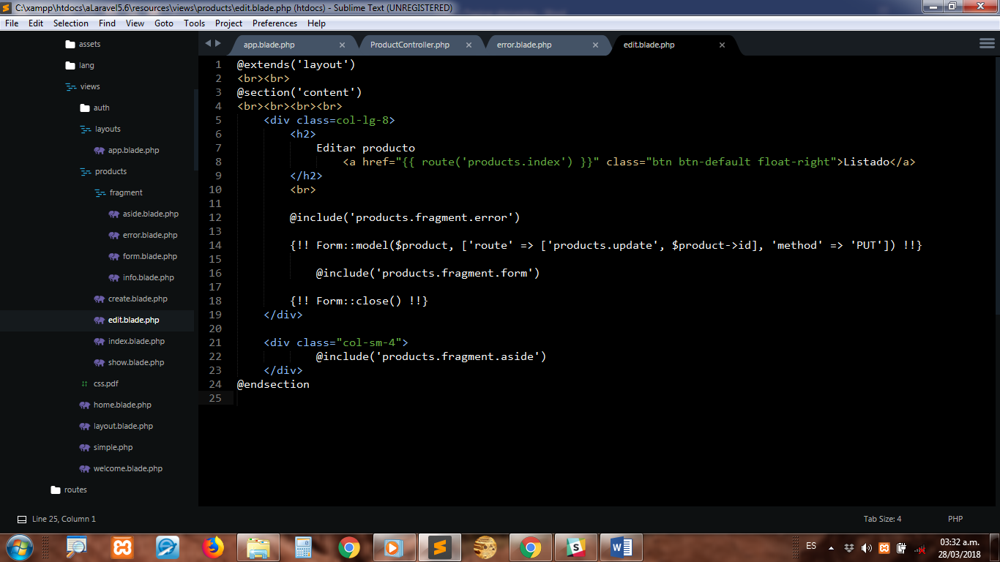 C:\xampp\htdocs\aLaravel5.6\resources\views\products\edit.blade.php (htdocs) - Sublime Text (UNREGISTERED)
File Edit Selection Find View Goto Tools Project Preferences Help
assets
lang
views
auth
layouts
app.blade.php
products
fragment
aside.blade.php
error.blade.php
form.blade.php
info.blade.php
create.blade.php
edit.blade.php
index.blade.php
show.blade.php
css.pdf
home.blade.php
layout.blade.php
simple.php
welcome.blade.php
routes
app.blade.php × ProductController.php × error.blade.php × edit.blade.php ×
1 @extends('layout')
2 <br><br>
3 @section('content')
4 <br><br><br><br>
5 <div class=col-lg-8>
6 <h2>
7 Editar producto
8 <a href="{{ route('products.index') }}" class="btn btn-default float-right">Listado</a>
9 </h2>
10 <br>
11
12 @include('products.fragment.error')
13
14 {!! Form::model($product, ['route' => ['products.update', $product->id], 'method' => 'PUT']) !!}
15
16 @include('products.fragment.form')
17
18 {!! Form::close() !!}
19 </div>
20
21 <div class="col-sm-4">
22 @include('products.fragment.aside')
23 </div>
24 @endsection
25
Line 25, Column 1 Tab Size: 4 PHP
ES 03:32 a.m.
28/03/2018